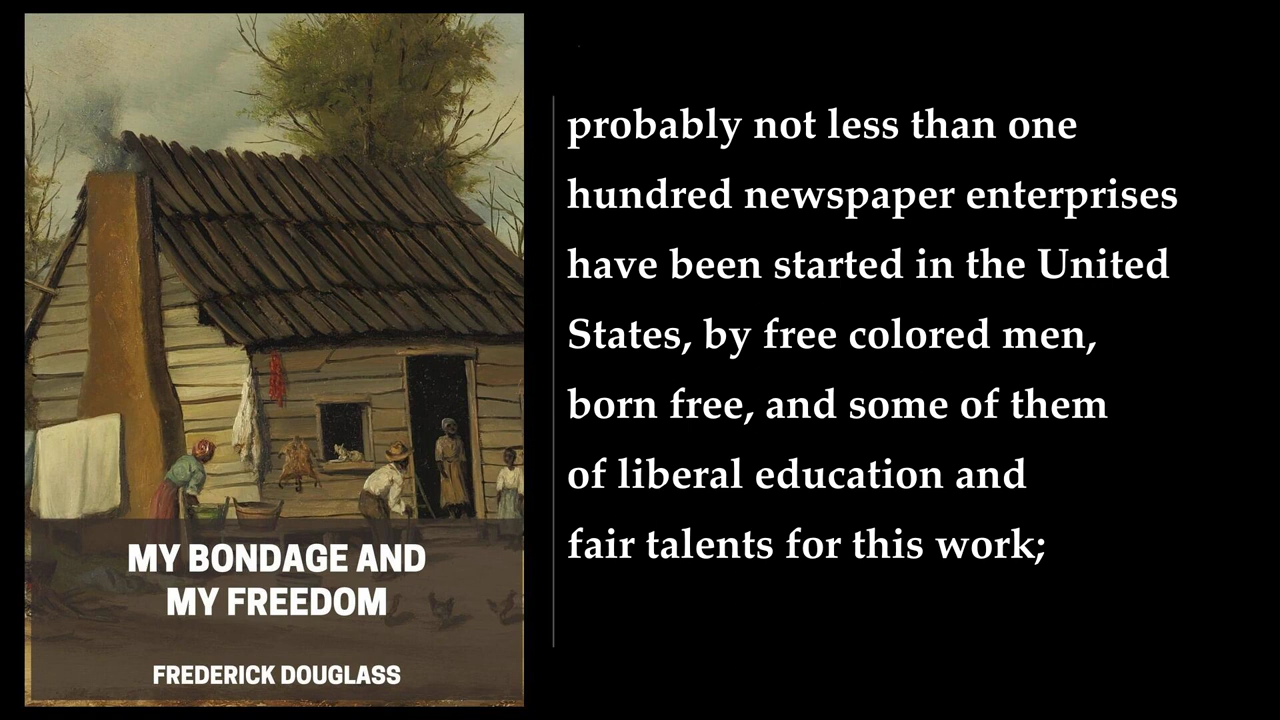 MY BONDAGE AND
MY FREEDOM
FREDERICK DOUGLASS
probably not less than one
hundred newspaper enterprises
have been started in the United
States, by free colored men,
born free, and some of them
of liberal education and
fair talents for this work;